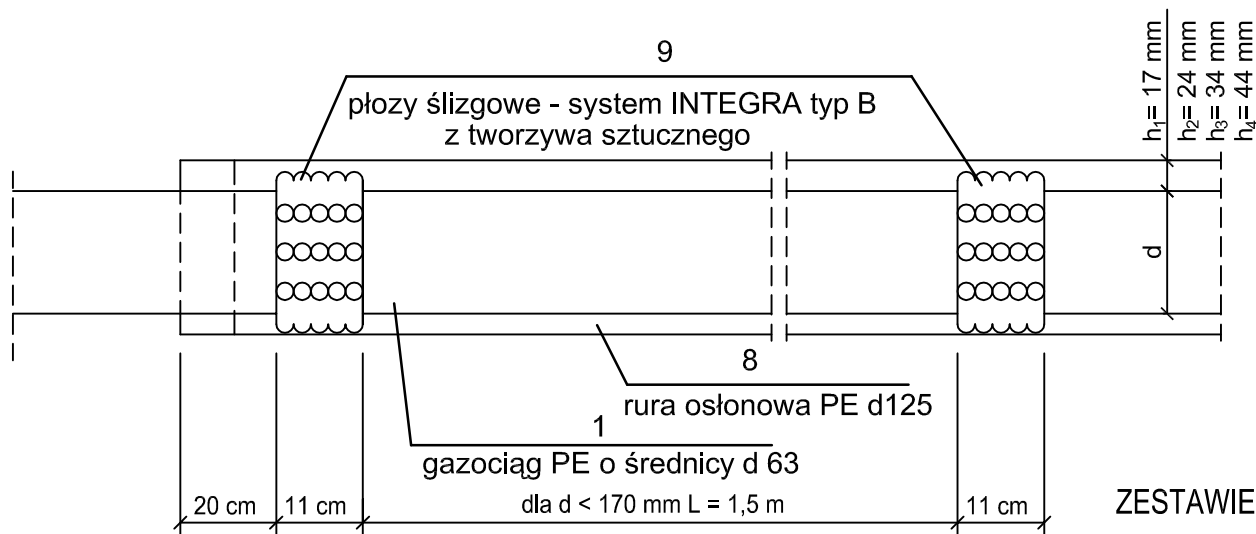 9
płozy ślizgowe - system INTEGRA typ B
z tworzywa sztucznego
h₁= 17 mm
h₂= 24 mm
h₃= 34 mm
h₄= 44 mm
d
8
rura osłonowa PE d125
1
gazociąg PE o średnicy d 63
20 cm 11 cm dla d < 170 mm L = 1,5 m 11 cm
ZESTAWIE